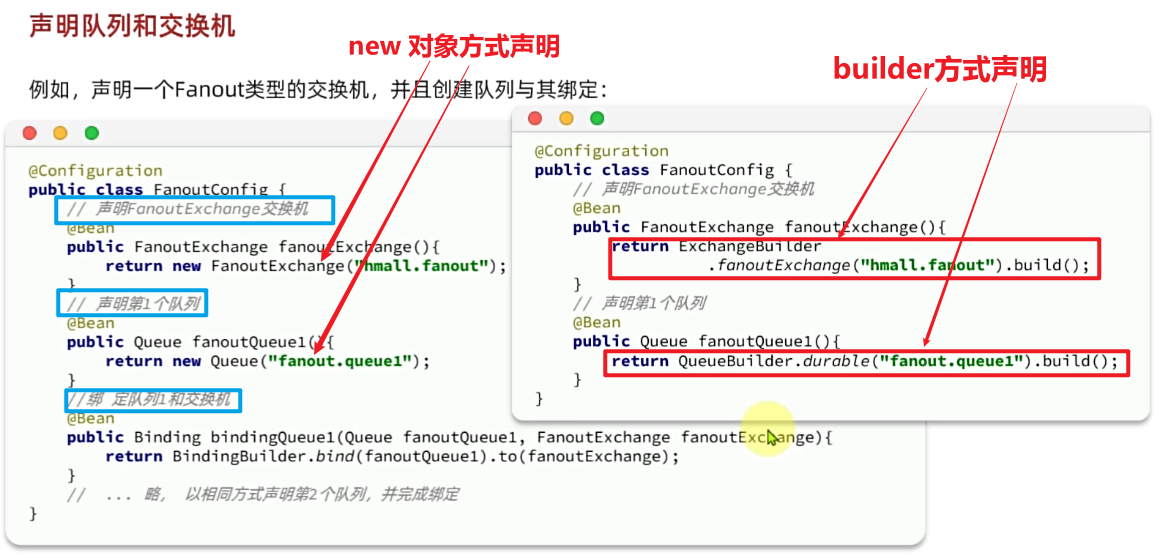 声明队列和交换机
new 对象方式声明
builder方式声明
例如，声明一个Fanout类型的交换机，并且创建队列与其绑定：
@Configuration
public class FanoutConfig {
// 声明FanoutExchange交换机
@Bean
public FanoutExchange fanoutExchange(){
return new FanoutExchange("hmall.fanout");
}
// 声明第1个队列
@Bean
public Queue fanoutQueue1(){
return new Queue("fanout.queue1");
}
//绑 定队列1和交换机
@Bean
public Binding bindingQueue1(Queue fanoutQueue1, FanoutExchange fanoutExchange){
return BindingBuilder.bind(fanoutQueue1).to(fanoutExchange);
}
// ... 略， 以相同方式声明第2个队列，并完成绑定
}
@Configuration
public class FanoutConfig {
// 声明FanoutExchange交换机
@Bean
public FanoutExchange fanoutExchange(){
return ExchangeBuilder
.fanoutExchange("hmall.fanout").build();
}
// 声明第1个队列
@Bean
public Queue fanoutQueue1(){
return QueueBuilder.durable("fanout.queue1").build();
}
}